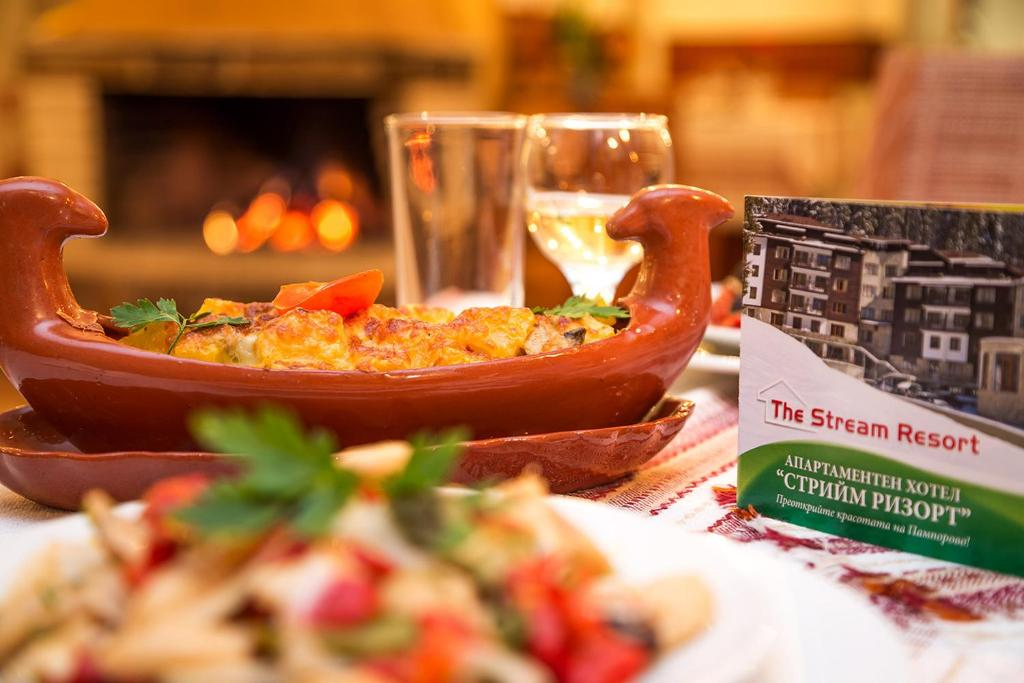 The Stream Resort
АПАРТАМЕНТЕН ХОТЕЛ
“СТРИЙМ РИЗОРТ”
Преоткрийте красотата на Пампорово!